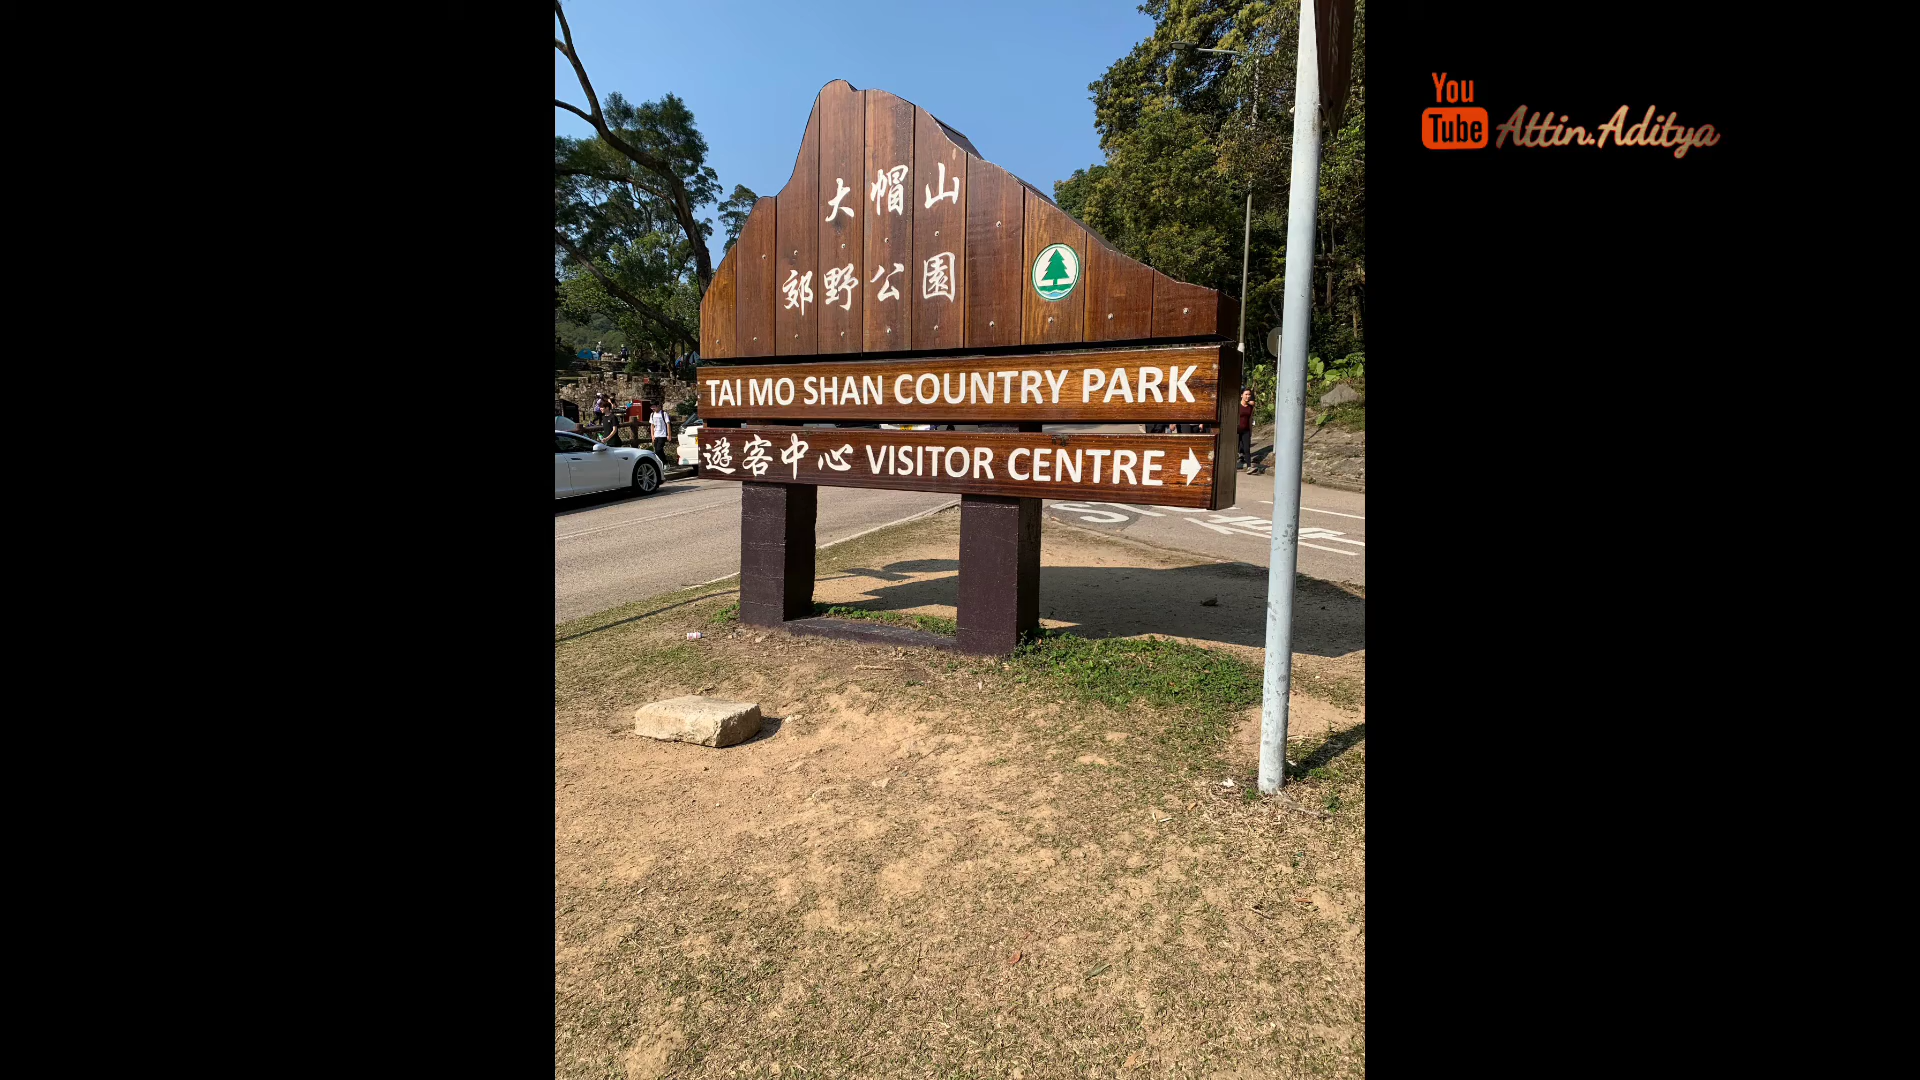 大帽山
郊野公園
TAI MO SHAN COUNTRY PARK
遊客中心 VISITOR CENTRE
You
Tube Attin.Aditya